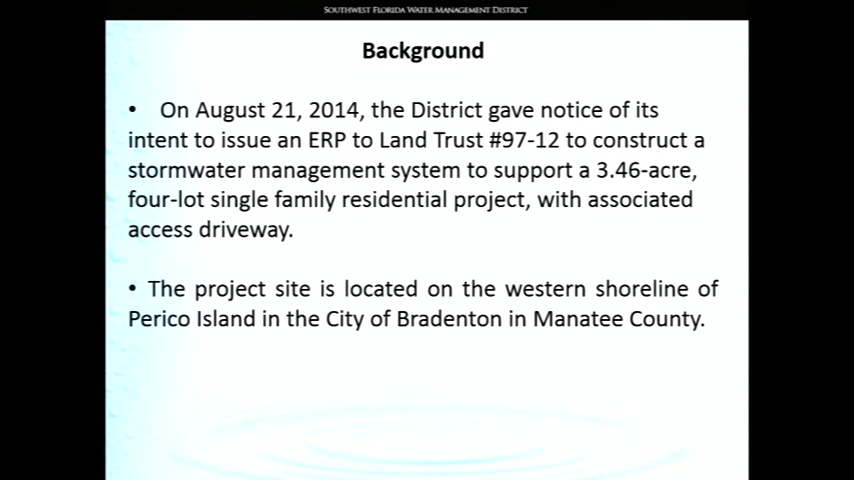 SOUTHWEST FLORIDA WATER MANAGEMENT DISTRICT
Background
• On August 21, 2014, the District gave notice of its
intent to issue an ERP to Land Trust #97-12 to construct a
stormwater management system to support a 3.46-acre,
four-lot single family residential project, with associated
access driveway.
• The project site is located on the western shoreline of
Perico Island in the City of Bradenton in Manatee County.